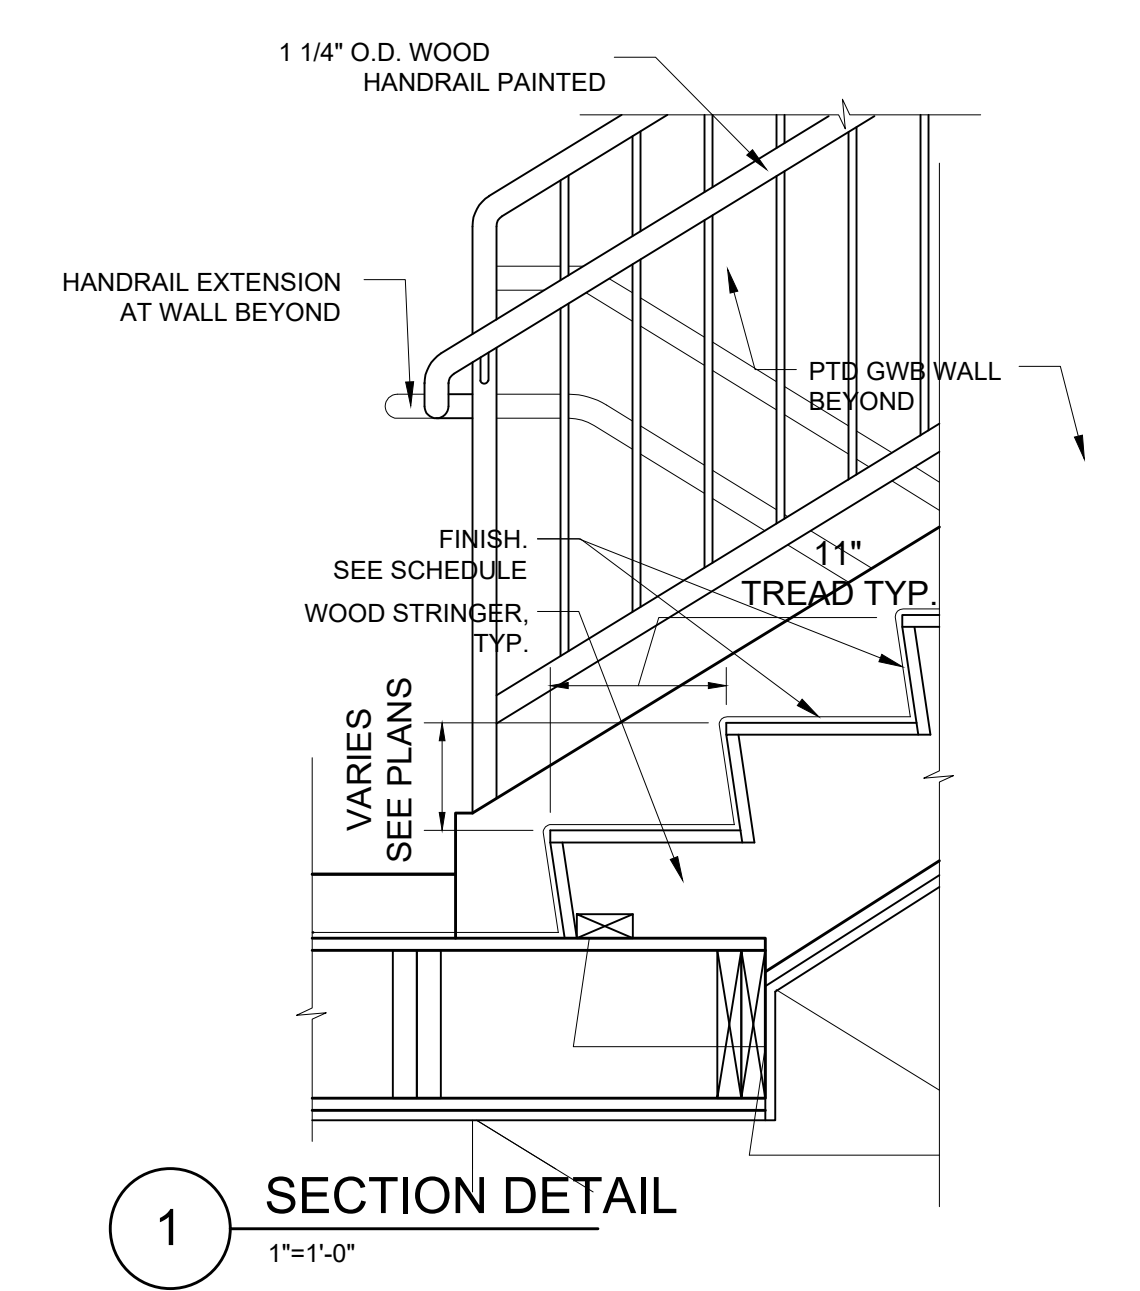 1 1/4" O.D. WOOD
HANDRAIL PAINTED
HANDRAIL EXTENSION
AT WALL BEYOND
PTD GWB WALL
BEYOND
FINISH.
SEE SCHEDULE
11"
TREAD TYP.
WOOD STRINGER,
TYP.
VARIES
SEE PLANS
1
SECTION DETAIL
1"=1'-0"